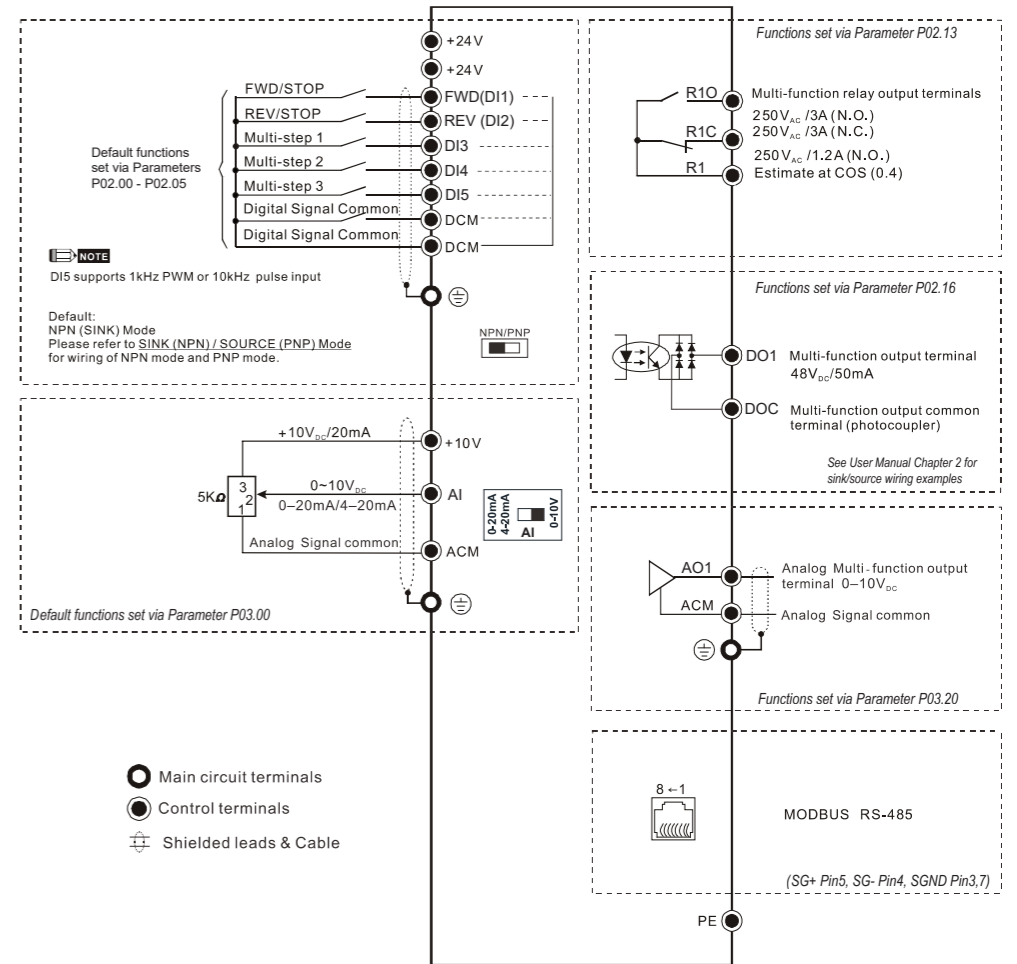 +24V
+24V
FWD/STOP
FWD(DI1)
REV/STOP
REV (DI2)
Multi-step 1
DI3
Multi-step 2
DI4
Multi-step 3
DI5
Digital Signal Common
DCM
Digital Signal Common
DCM
Default functions
set via Parameters
P02.00 - P02.05
NOTE
DI5 supports 1kHz PWM or 10kHz pulse input
Default:
NPN (SINK) Mode
Please refer to SINK (NPN) / SOURCE (PNP) Mode
for wiring of NPN mode and PNP mode.
NPN/PNP
+10VDC/20mA
+10V
5KΩ
3
2
1
0~10VDC
0–20mA/4–20mA
AI
Analog Signal common
ACM
0-20mA
4-20mA
AI
0-10V
Default functions set via Parameter P03.00
Main circuit terminals
Control terminals
Shielded leads & Cable
Functions set via Parameter P02.13
R1O
R1C
R1
Multi-function relay output terminals
250VAC /3A (N.O.)
250VAC /3A (N.C.)
250VAC /1.2A (N.O.)
Estimate at COS (0.4)
Functions set via Parameter P02.16
DO1
Multi-function output terminal
48VDC/50mA
DOC
Multi-function output common
terminal (photocoupler)
See User Manual Chapter 2 for
sink/source wiring examples
AO1
Analog Multi-function output
terminal 0–10VDC
ACM
Analog Signal common
Functions set via Parameter P03.20
8 ←1
MODBUS RS-485
(SG+ Pin5, SG- Pin4, SGND Pin3,7)
PE